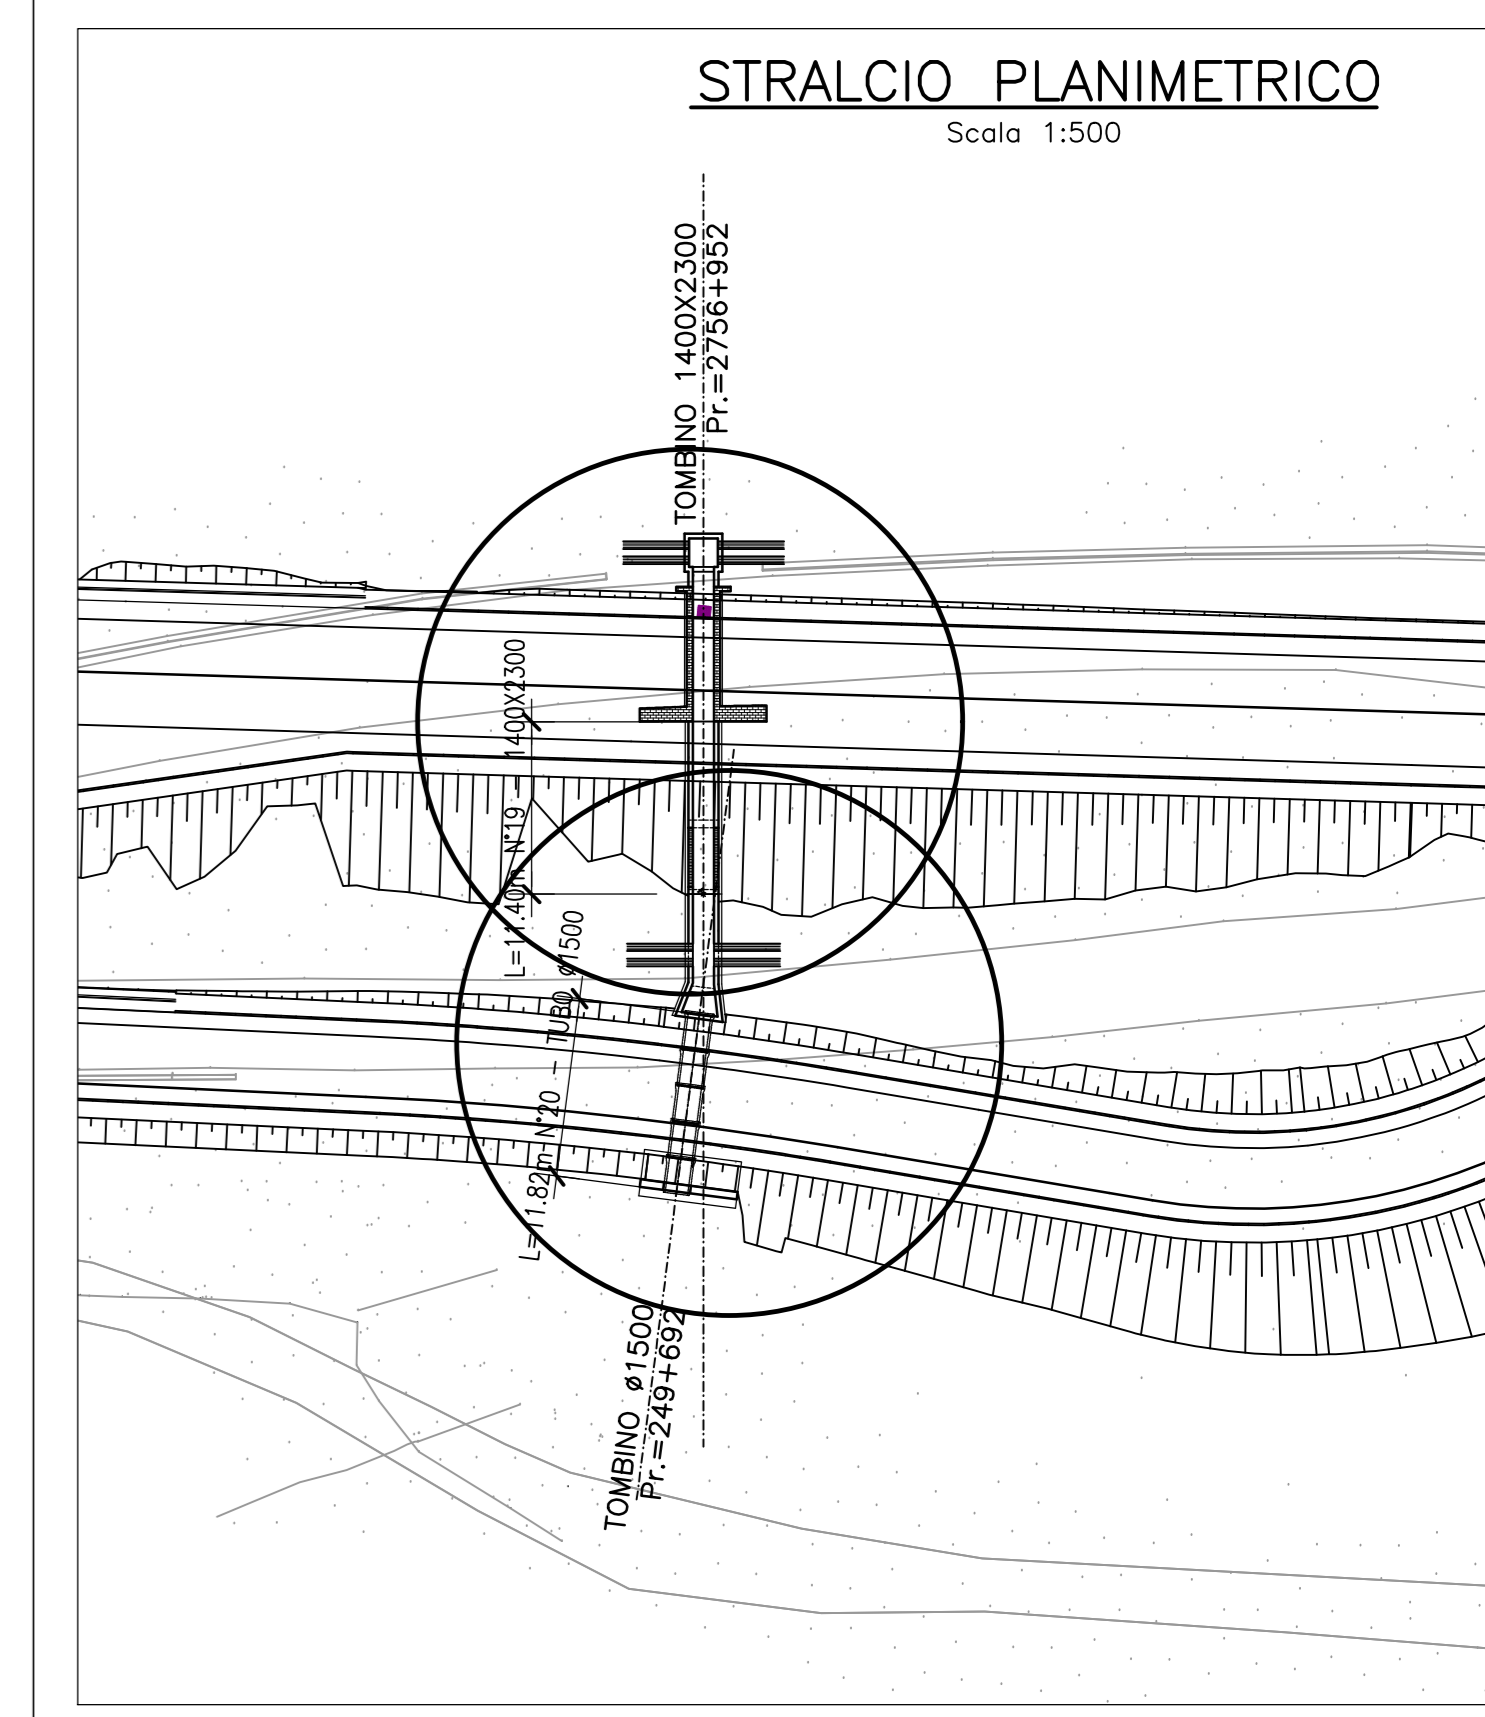 STRALCIO PLANIMETRICO
Scala 1:500
TOMBINO 1400X2300
Pr.=2756+952
L=11.40m N°19 - 1400X2300
L=11.82m N°20 - TUBO ø1500
TOMBINO ø1500
Pr.=249+692